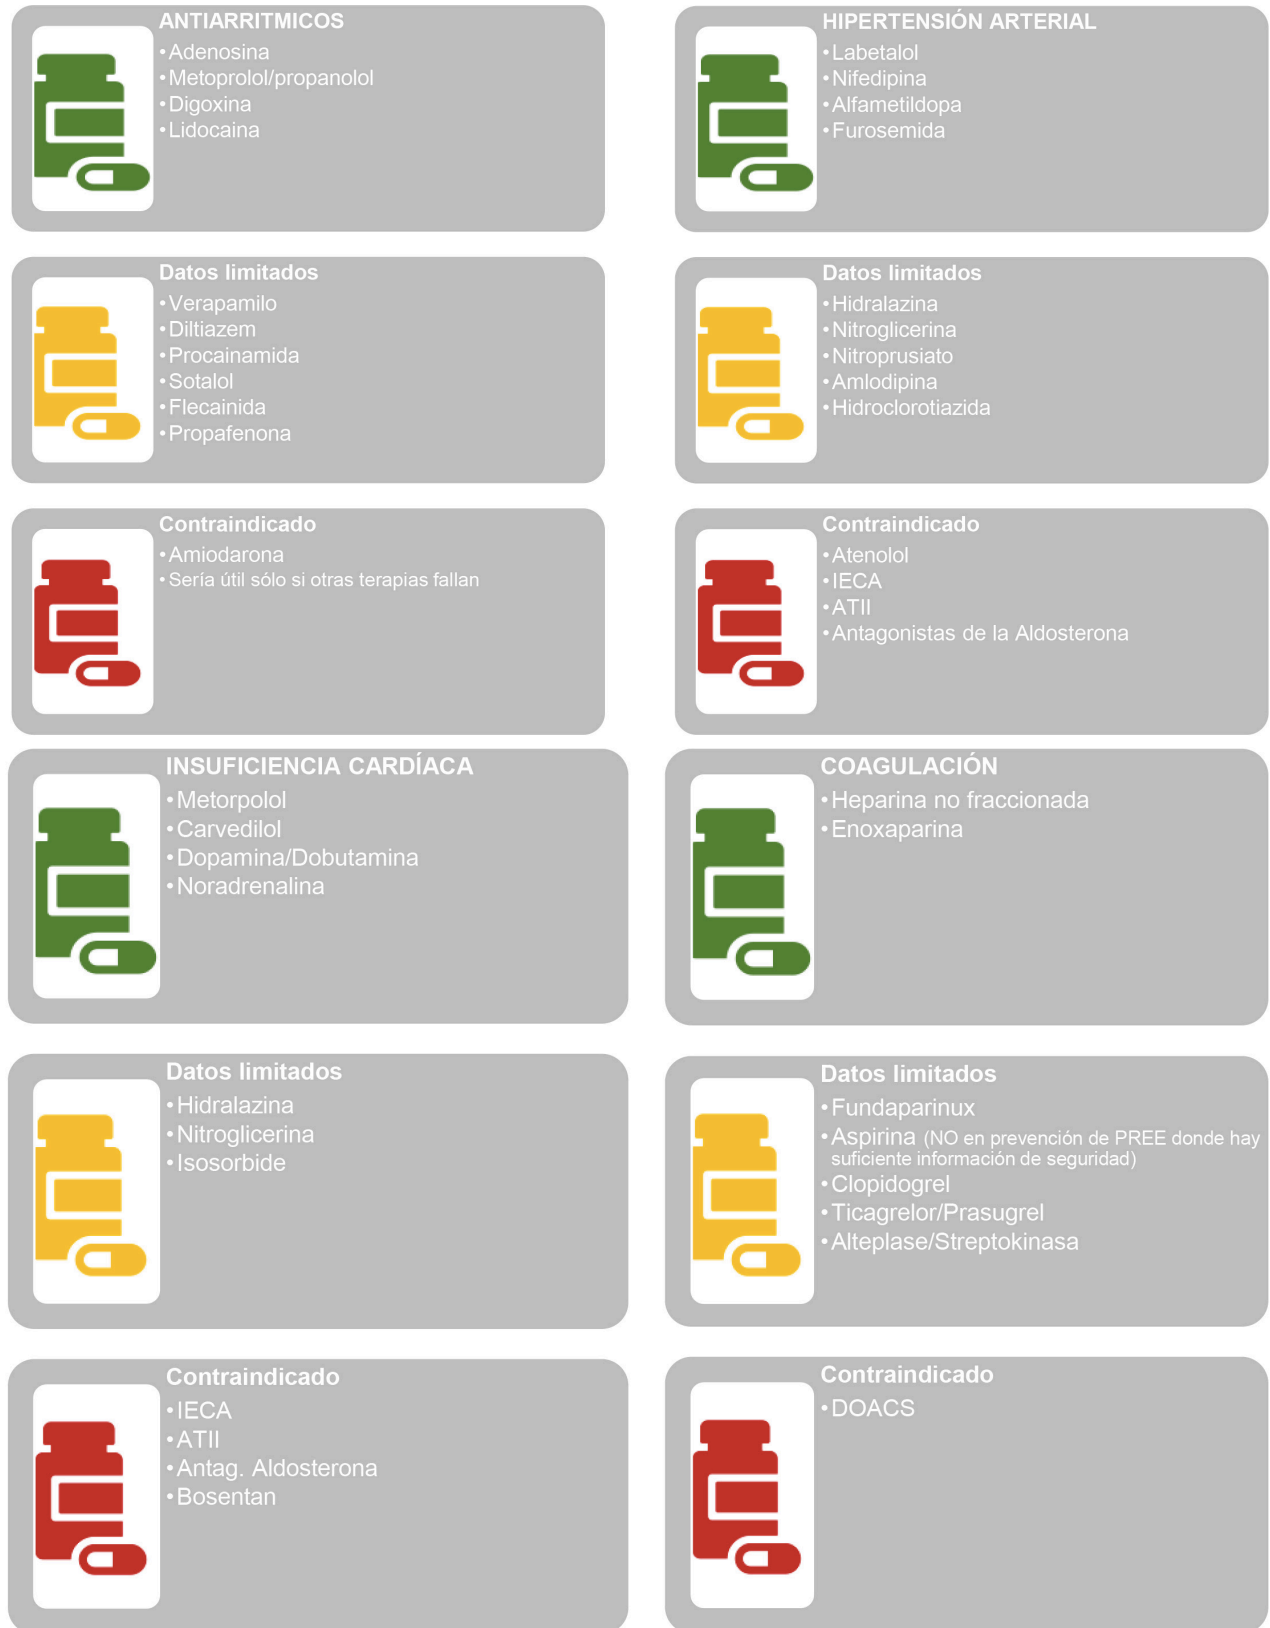 ANTIARRITMICOS
•Adenosina
•Metoprolol/propanolol
•Digoxina
•Lidocaina
HIPERTENSIÓN ARTERIAL
•Labetalol
•Nifedipina
•Alfametildopa
•Furosemida
Datos limitados
•Verapamilo
•Diltiazem
•Procainamida
•Sotalol
•Flecainida
•Propafenona
Datos limitados
•Hidralazina
•Nitroglicerina
•Nitroprusiato
•Amlodipina
•Hidroclorotiazida
Contraindicado
•Amiodarona
•Sería útil sólo si otras terapias fallan
Contraindicado
•Atenolol
•IECA
•ATII
•Antagonistas de la Aldosterona
INSUFICIENCIA CARDÍACA
•Metorpolol
•Carvedilol
•Dopamina/Dobutamina
•Noradrenalina
COAGULACIÓN
•Heparina no fraccionada
•Enoxaparina
Datos limitados
•Hidralazina
•Nitroglicerina
•Isosorbide
Datos limitados
•Fundaparinux
•Aspirina (NO en prevención de PREE donde hay
suficiente información de seguridad)
•Clopidogrel
•Ticagrelor/Prasugrel
•Alteplase/Streptokinasa
Contraindicado
•IECA
•ATII
•Antag. Aldosterona
•Bosentan
Contraindicado
•DOACS